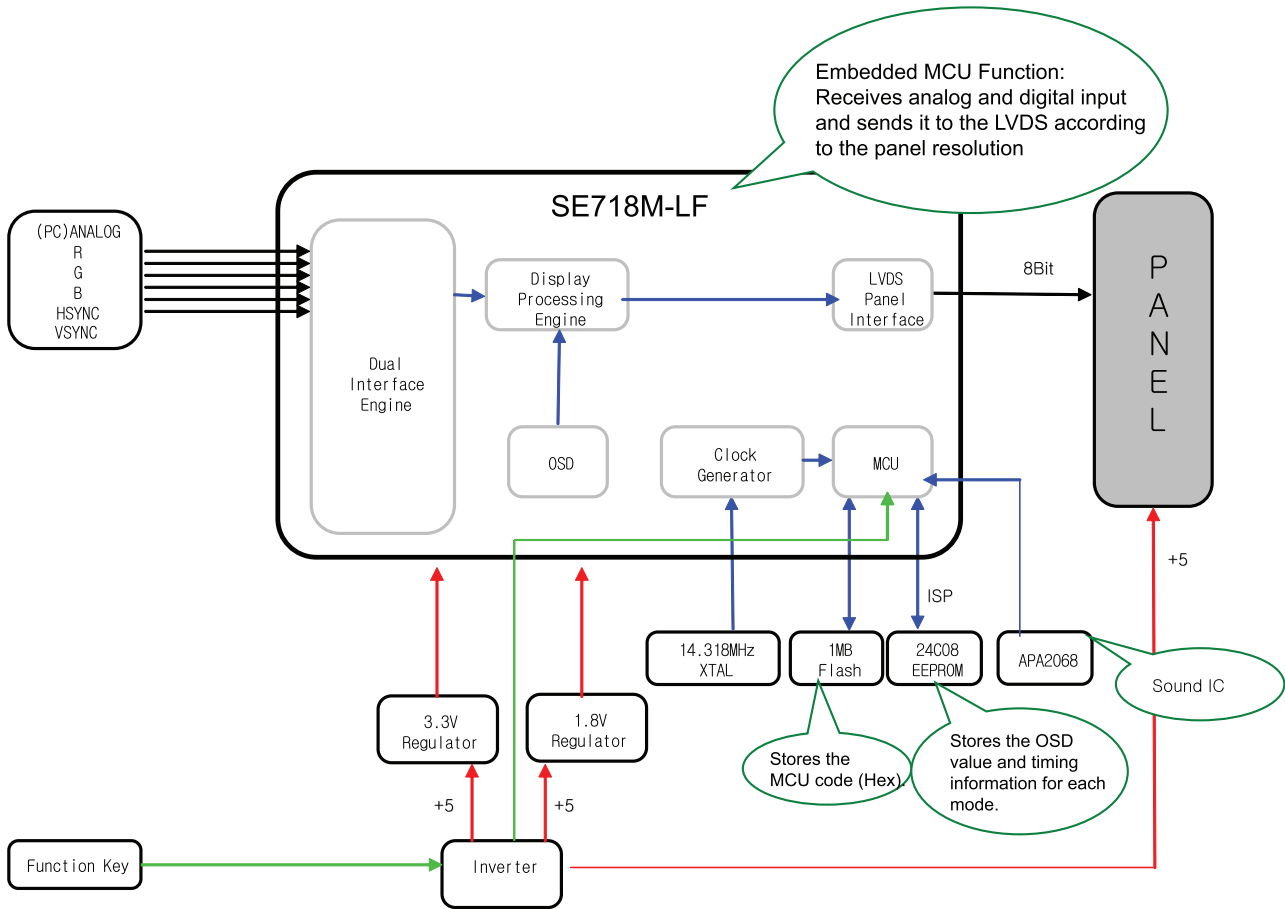 Embedded MCU Function:
Receives analog and digital input
and sends it to the LVDS according
to the panel resolution
SE718M-LF
(PC)ANALOG
R
G
B
HSYNC
VSYNC
Dual
Interface
Engine
Display
Processing
Engine
LVDS
Panel
Interface
8Bit
P
A
N
E
L
OSD
Clock
Generator
MCU
+5
ISP
14.318MHz
XTAL
1MB
Flash
24C08
EEPROM
APA2068
Sound IC
3.3V
Regulator
1.8V
Regulator
Stores the
MCU code (Hex).
Stores the OSD
value and timing
information for each
mode.
+5
+5
Function Key
Inverter